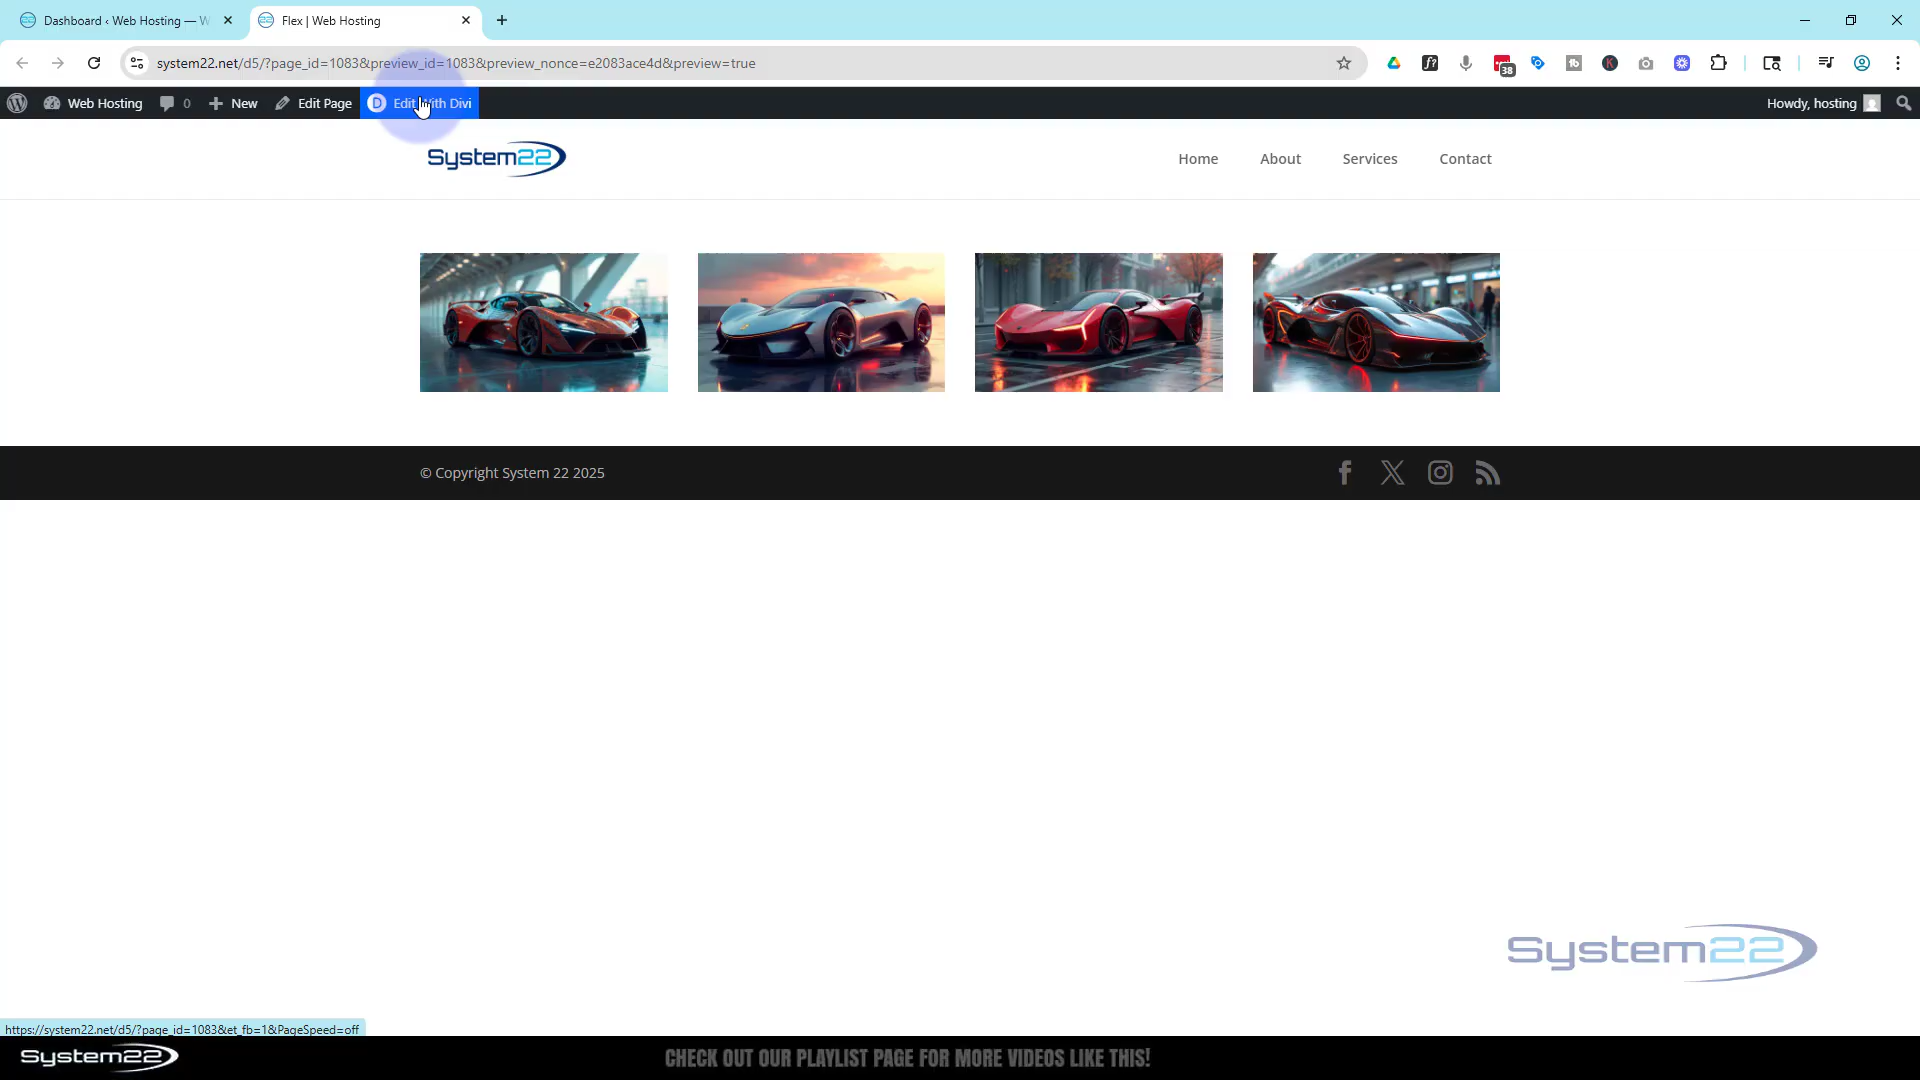 Dashboard ‹ Web Hosting — W
Flex | Web Hosting
system22.net/d5/?page_id=1083&preview_id=1083&preview_nonce=e2083ace4d&preview=true
38
Web Hosting
0
New
Edit Page
D
Edit With Divi
Howdy, hosting
System22
Home
About
Services
Contact
© Copyright System 22 2025
System22
https://system22.net/d5/?page_id=1083&et_fb=1&PageSpeed=off
System22
CHECK OUT OUR PLAYLIST PAGE FOR MORE VIDEOS LIKE THIS!